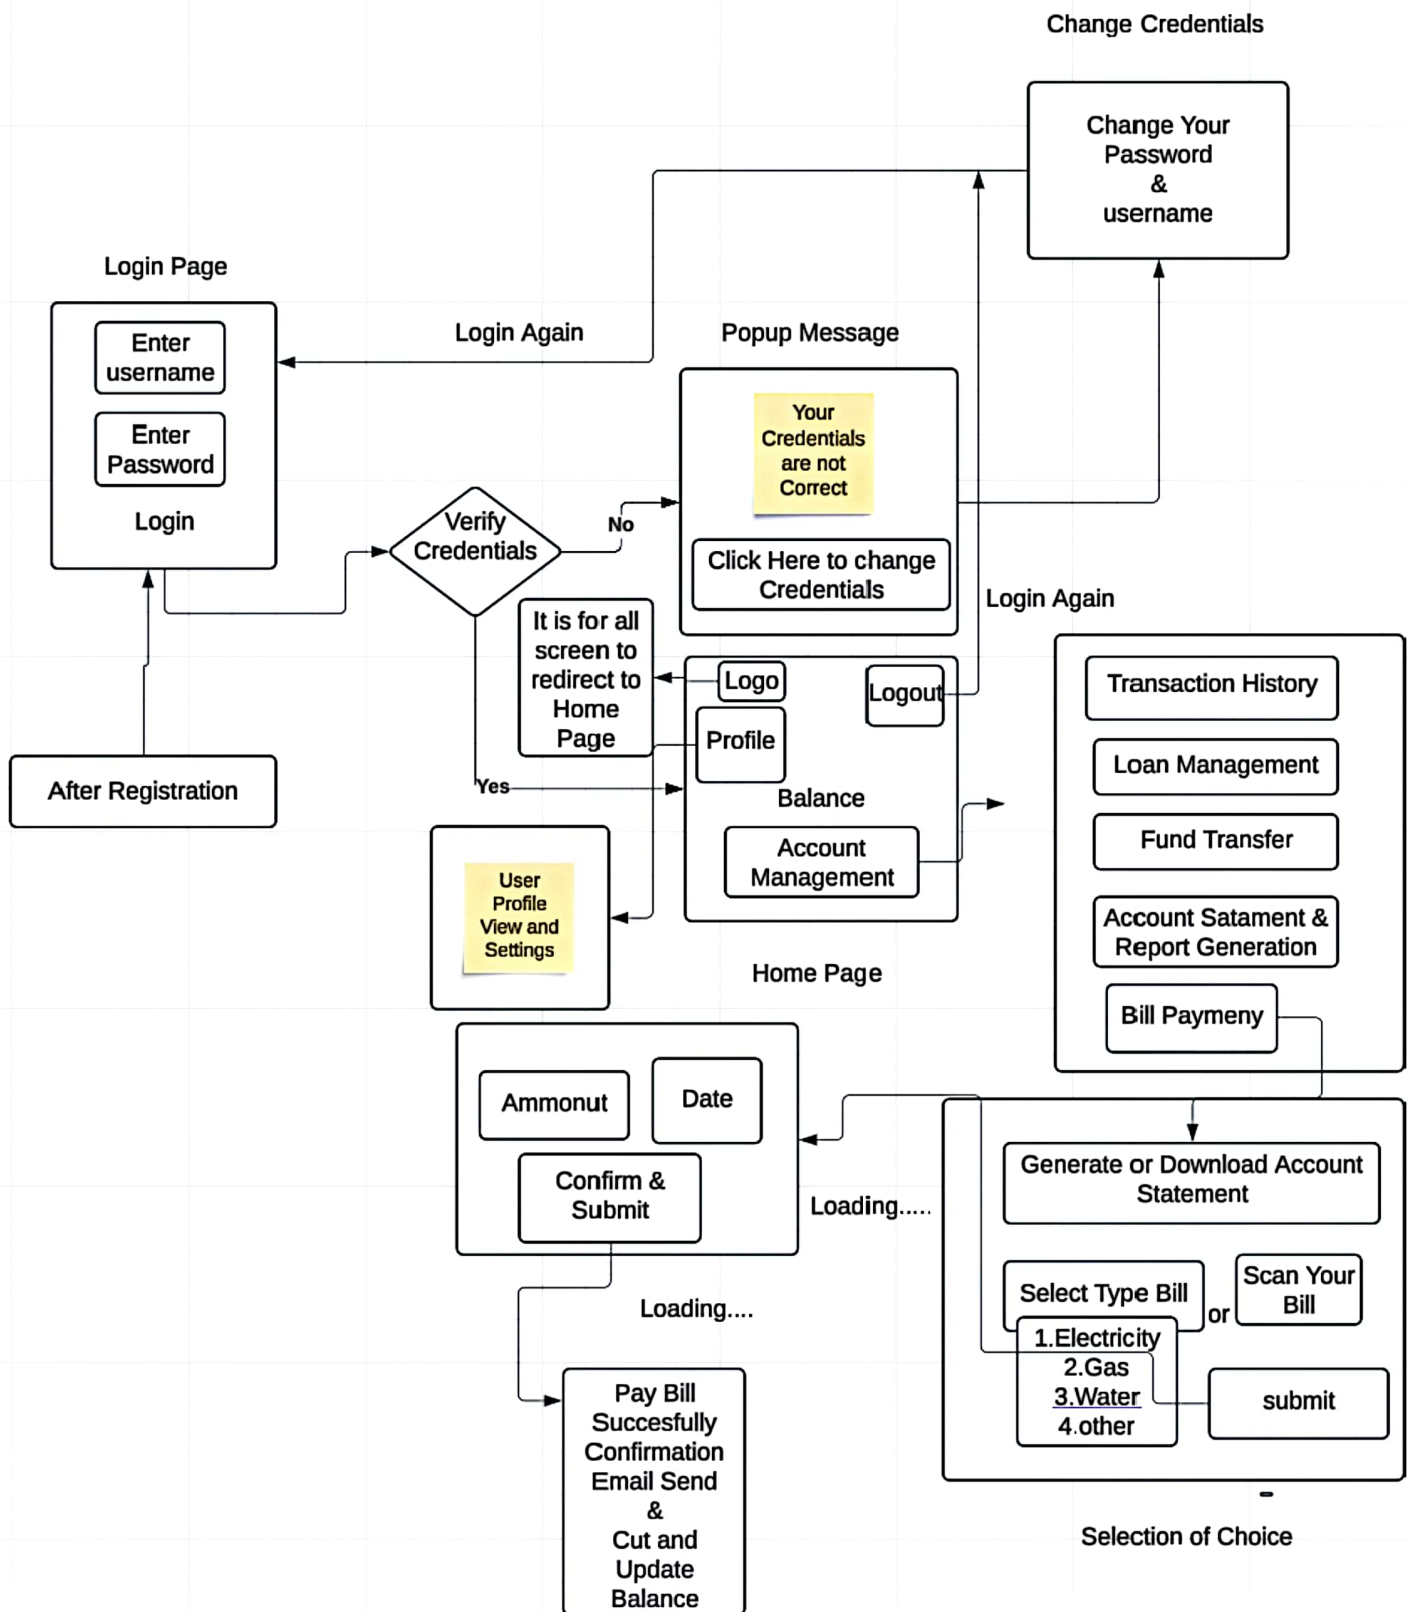 Change Credentials
Change Your
Password
&
username
Login Page
Enter
username
Enter
Password
Login
Login Again
Popup Message
Your
Credentials
are not
Correct
Click Here to change
Credentials
Verify
Credentials
No
Yes
Login Again
It is for all
screen to
redirect to
Home
Page
Logo
Logout
Profile
Balance
Account
Management
Home Page
After Registration
User
Profile
View and
Settings
Transaction History
Loan Management
Fund Transfer
Account Satament &
Report Generation
Bill Paymeny
Ammonut
Date
Confirm &
Submit
Loading.....
Loading....
Generate or Download Account
Statement
Select Type Bill
or
Scan Your
Bill
1.Electricity
2.Gas
3.Water
4.other
submit
Selection of Choice
Pay Bill
Succesfully
Confirmation
Email Send
&
Cut and
Update
Balance